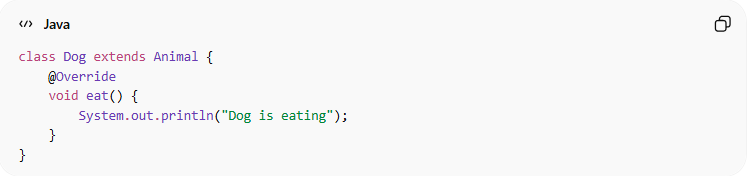 </> Java
class Dog extends Animal {
    @Override
    void eat() {
        System.out.println("Dog is eating");
    }
}